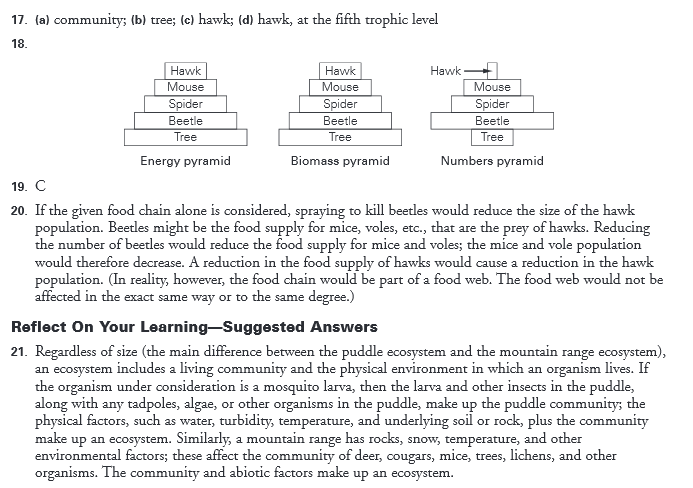 17. (a) community; (b) tree; (c) hawk; (d) hawk, at the fifth trophic level
18.
Hawk
Mouse
Spider
Beetle
Tree
Energy pyramid
Hawk
Mouse
Spider
Beetle
Tree
Biomass pyramid
Hawk
Mouse
Spider
Beetle
Tree
Numbers pyramid
19. C
20. If the given food chain alone is considered, spraying to kill beetles would reduce the size of the hawk
population. Beetles might be the food supply for mice, voles, etc., that are the prey of hawks. Reducing
the number of beetles would reduce the food supply for mice and voles; the mice and vole population
would therefore decrease. A reduction in the food supply of hawks would cause a reduction in the hawk
population. (In reality, however, the food chain would be part of a food web. The food web would not be
affected in the exact same way or to the same degree.)
Reflect On Your Learning—Suggested Answers
21. Regardless of size (the main difference between the puddle ecosystem and the mountain range ecosystem),
an ecosystem includes a living community and the physical environment in which an organism lives. If
the organism under consideration is a mosquito larva, then the larva and other insects in the puddle,
along with any tadpoles, algae, or other organisms in the puddle, make up the puddle community; the
physical factors, such as water, turbidity, temperature, and underlying soil or rock, plus the community
make up an ecosystem. Similarly, a mountain range has rocks, snow, temperature, and other
environmental factors; these affect the community of deer, cougars, mice, trees, lichens, and other
organisms. The community and abiotic factors make up an ecosystem.